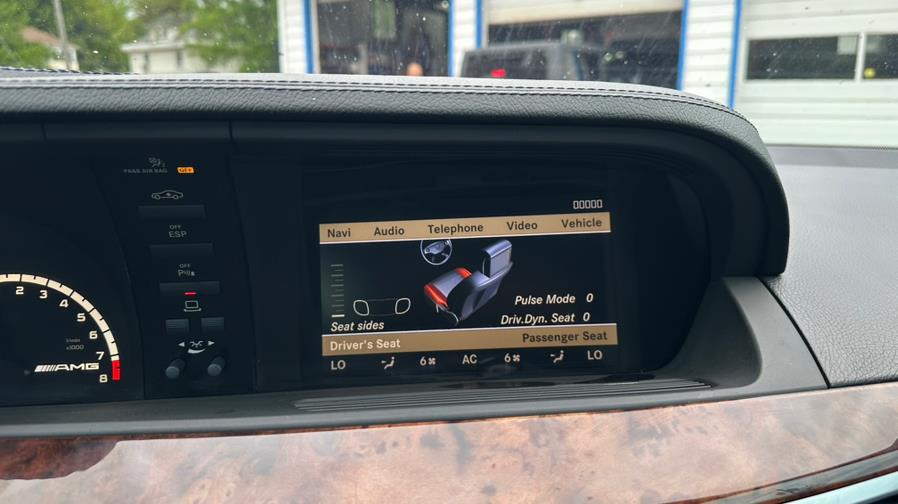 PASS AIR BAG OFF
OFF
ESP
OFF
P
2 3 4 5 6 7 8
1/min
x1000
AMG
00000
Navi Audio Telephone Video Vehicle
Pulse Mode 0
Seat sides Driv.Dyn. Seat 0
Driver's Seat Passenger Seat
LO 6 AC 6 LO